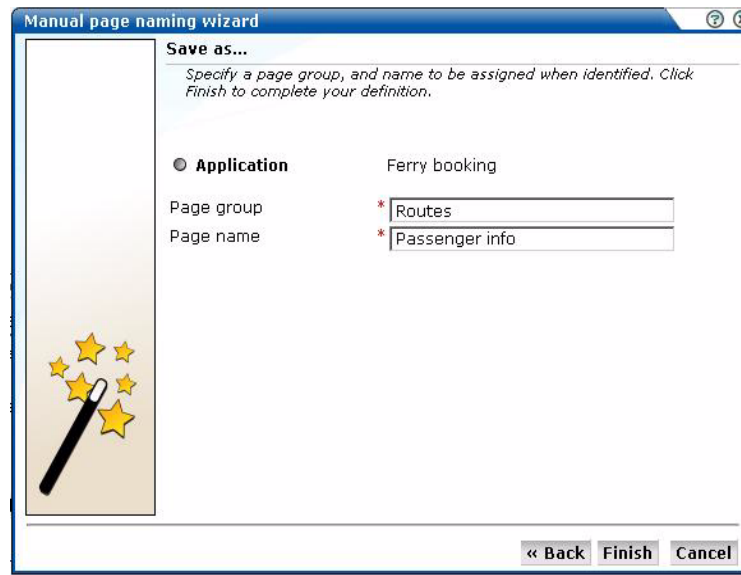 Manual page naming wizard
Save as...
Specify a page group, and name to be assigned when identified. Click
Finish to complete your definition.
Application Ferry booking
Page group * Routes
Page name * Passenger info
« Back Finish Cancel